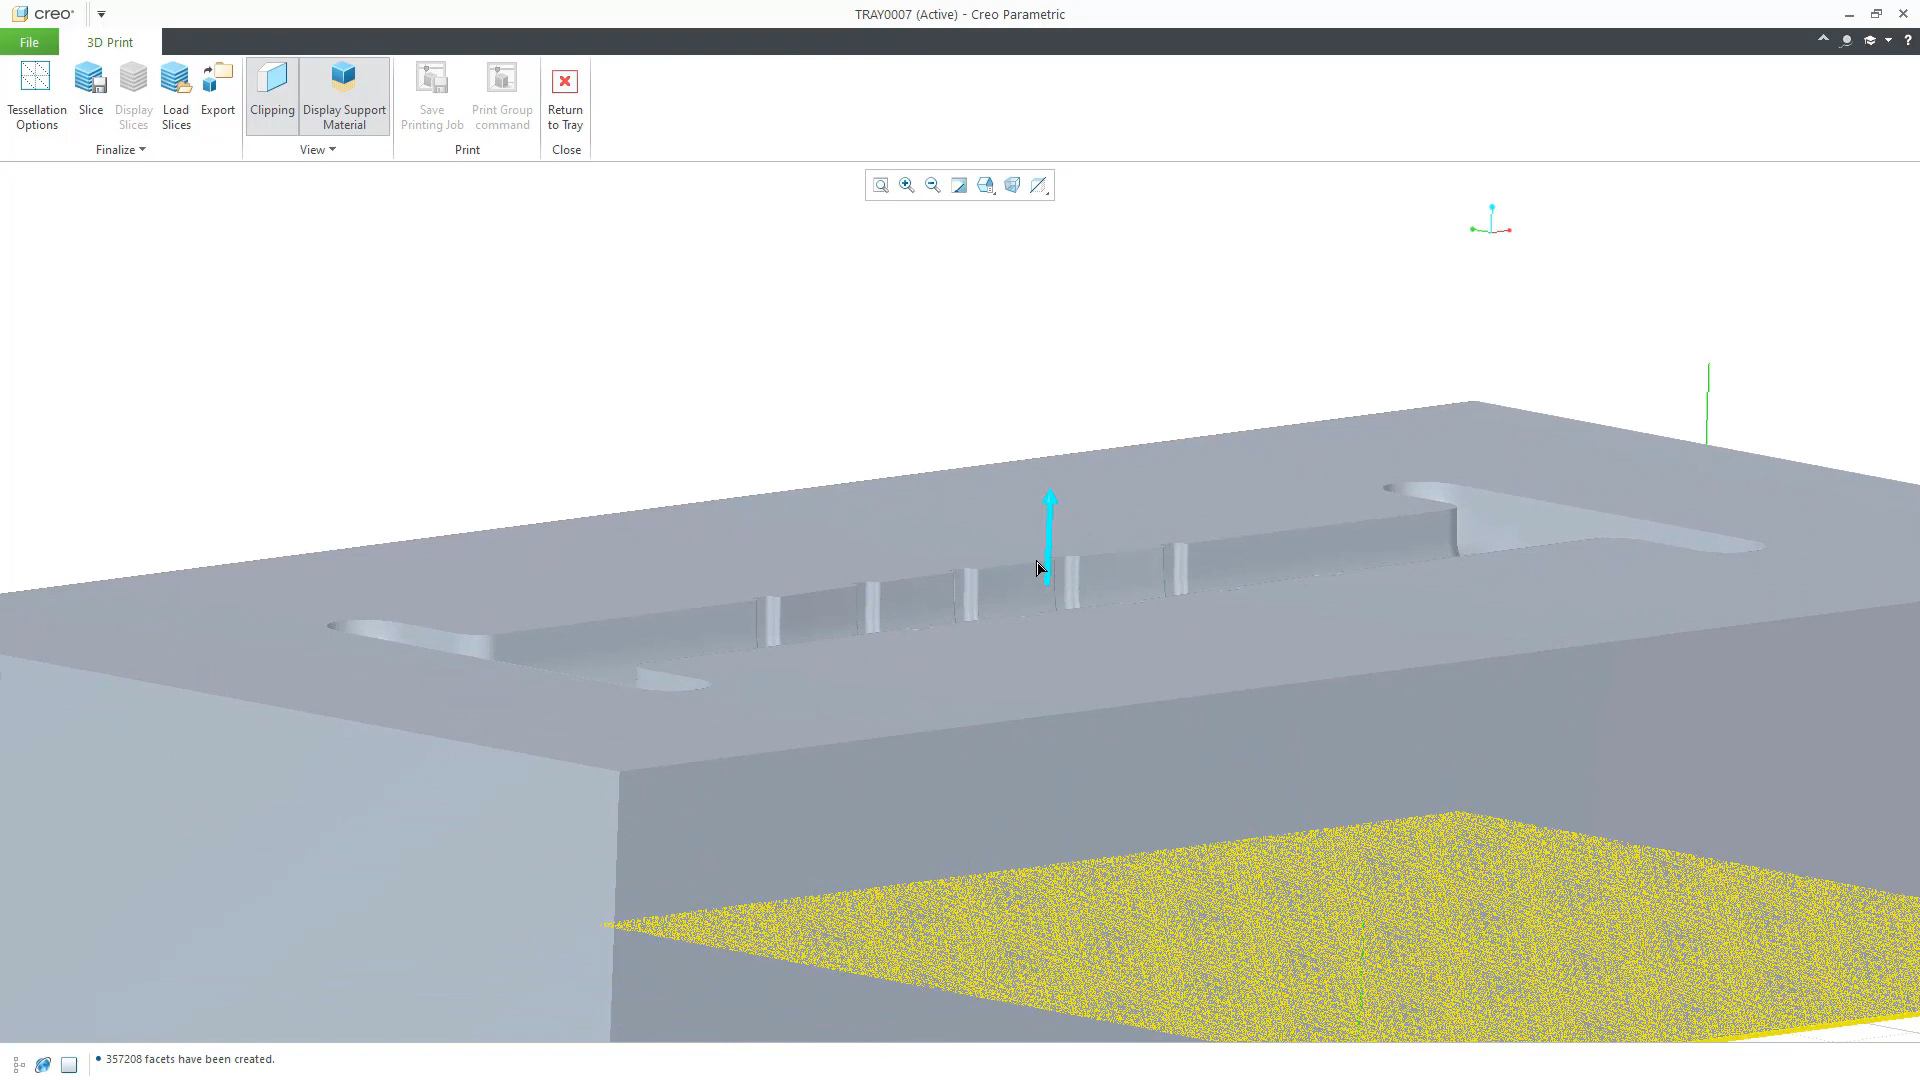 creo
TRAY0007 (Active) - Creo Parametric
File
3D Print
?
Tessellation
Options
Slice
Display
Slices
Load
Slices
Export
Clipping
Display Support
Material
Save
Printing Job
Print Group
command
Return
to Tray
Finalize
View
Print
Close
357208 facets have been created.